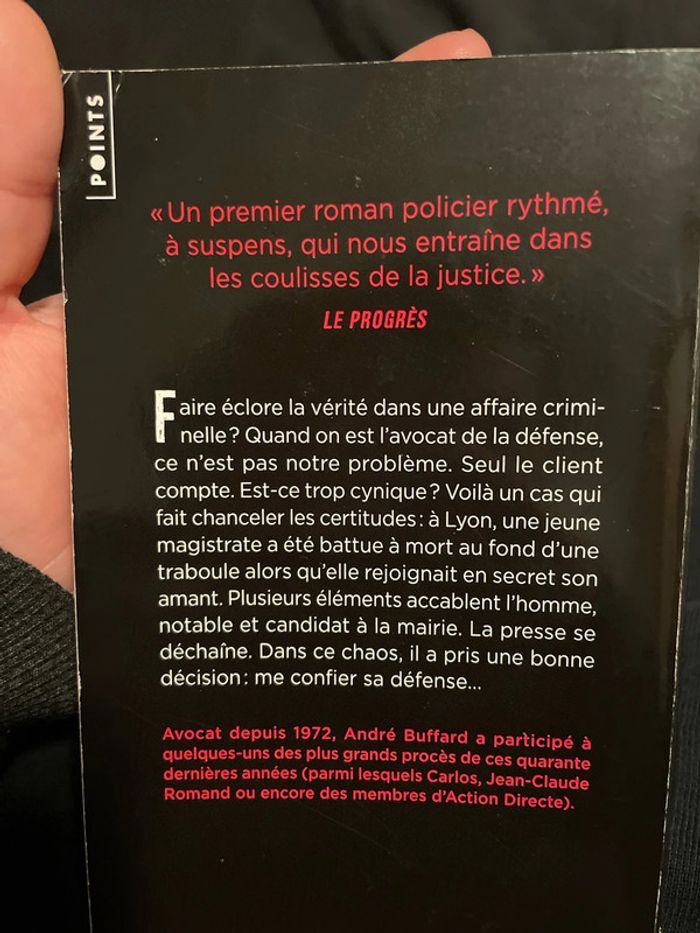 POINTS
« Un premier roman policier rythmé,
à suspens, qui nous entraîne dans
les coulisses de la justice. »
LE PROGRÈS
Faire éclore la vérité dans une affaire crimi-
nelle ? Quand on est l’avocat de la défense,
ce n’est pas notre problème. Seul le client
compte. Est-ce trop cynique ? Voilà un cas qui
fait chanceler les certitudes : à Lyon, une jeune
magistrate a été battue à mort au fond d’une
traboule alors qu’elle rejoignait en secret son
amant. Plusieurs éléments accablent l’homme,
notable et candidat à la mairie. La presse se
déchaîne. Dans ce chaos, il a pris une bonne
décision : me confier sa défense...
Avocat depuis 1972, André Buffard a participé à
quelques-uns des plus grands procès de ces quarante
dernières années (parmi lesquels Carlos, Jean-Claude
Romand ou encore des membres d’Action Directe).